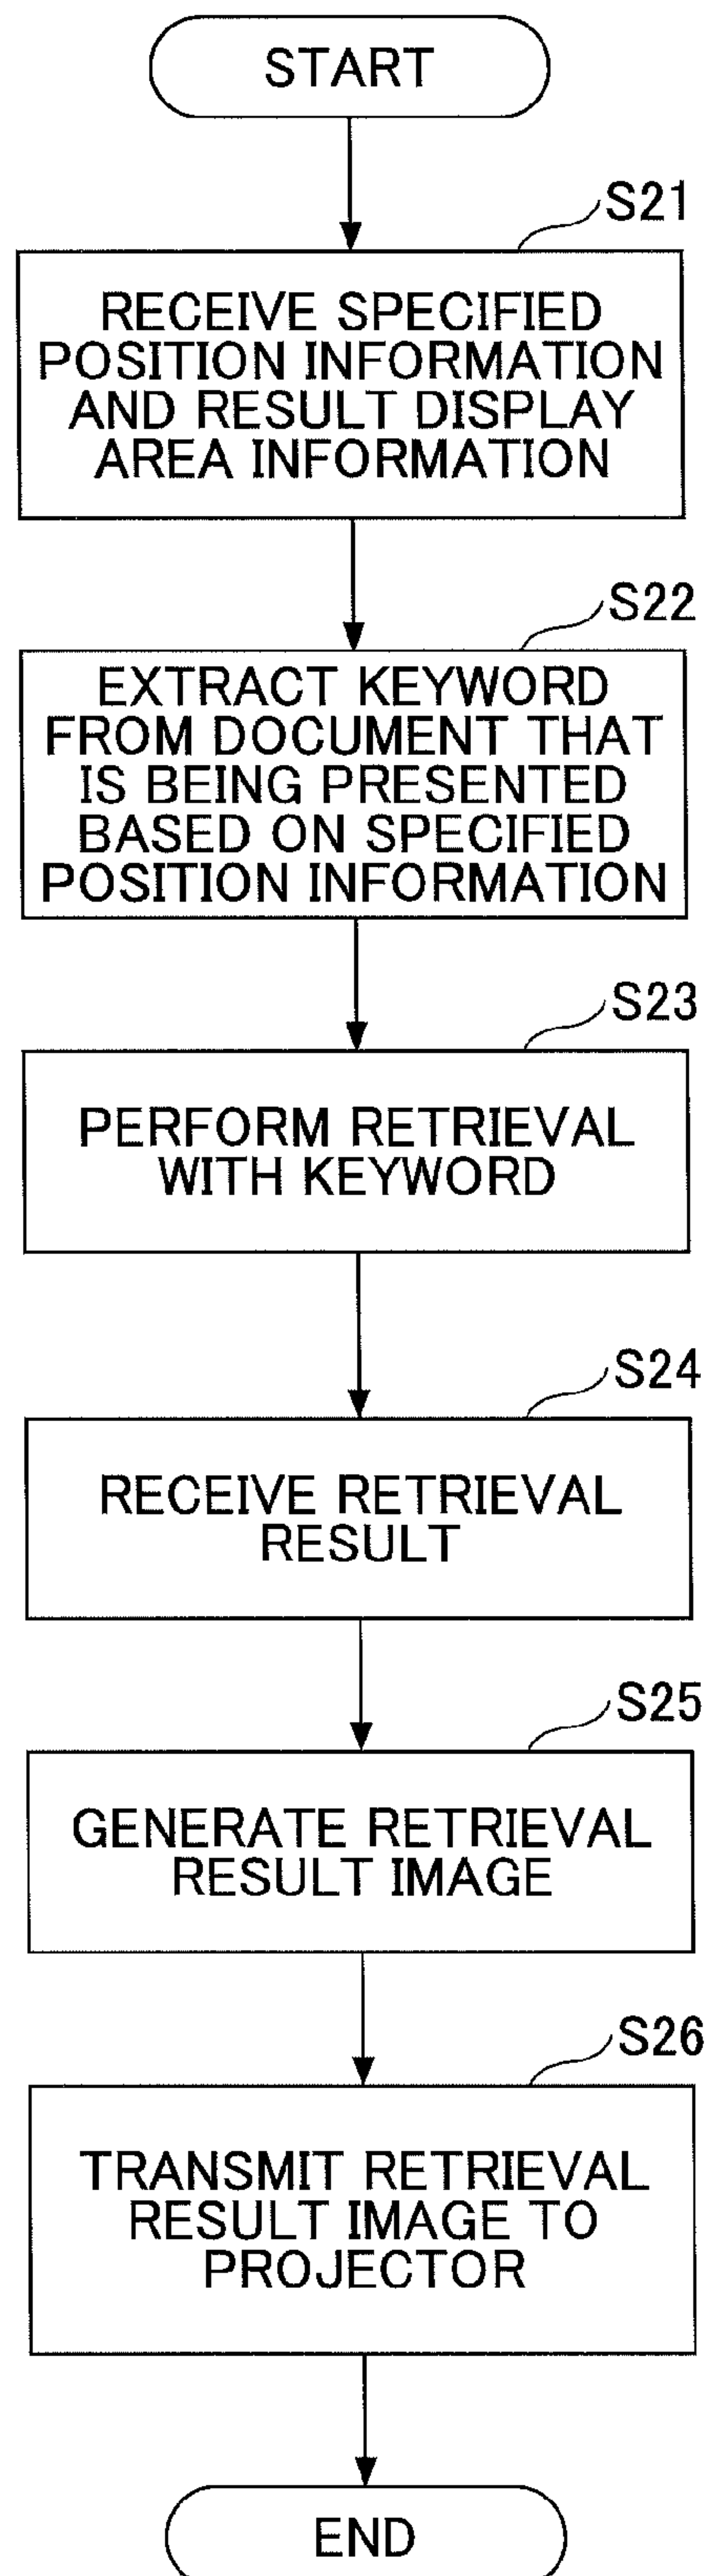 START
S21
RECEIVE SPECIFIED
POSITION INFORMATION
AND RESULT DISPLAY
AREA INFORMATION
S22
EXTRACT KEYWORD
FROM DOCUMENT THAT
IS BEING PRESENTED
BASED ON SPECIFIED
POSITION INFORMATION
S23
PERFORM RETRIEVAL
WITH KEYWORD
S24
RECEIVE RETRIEVAL
RESULT
S25
GENERATE RETRIEVAL
RESULT IMAGE
S26
TRANSMIT RETRIEVAL
RESULT IMAGE TO
PROJECTOR
END